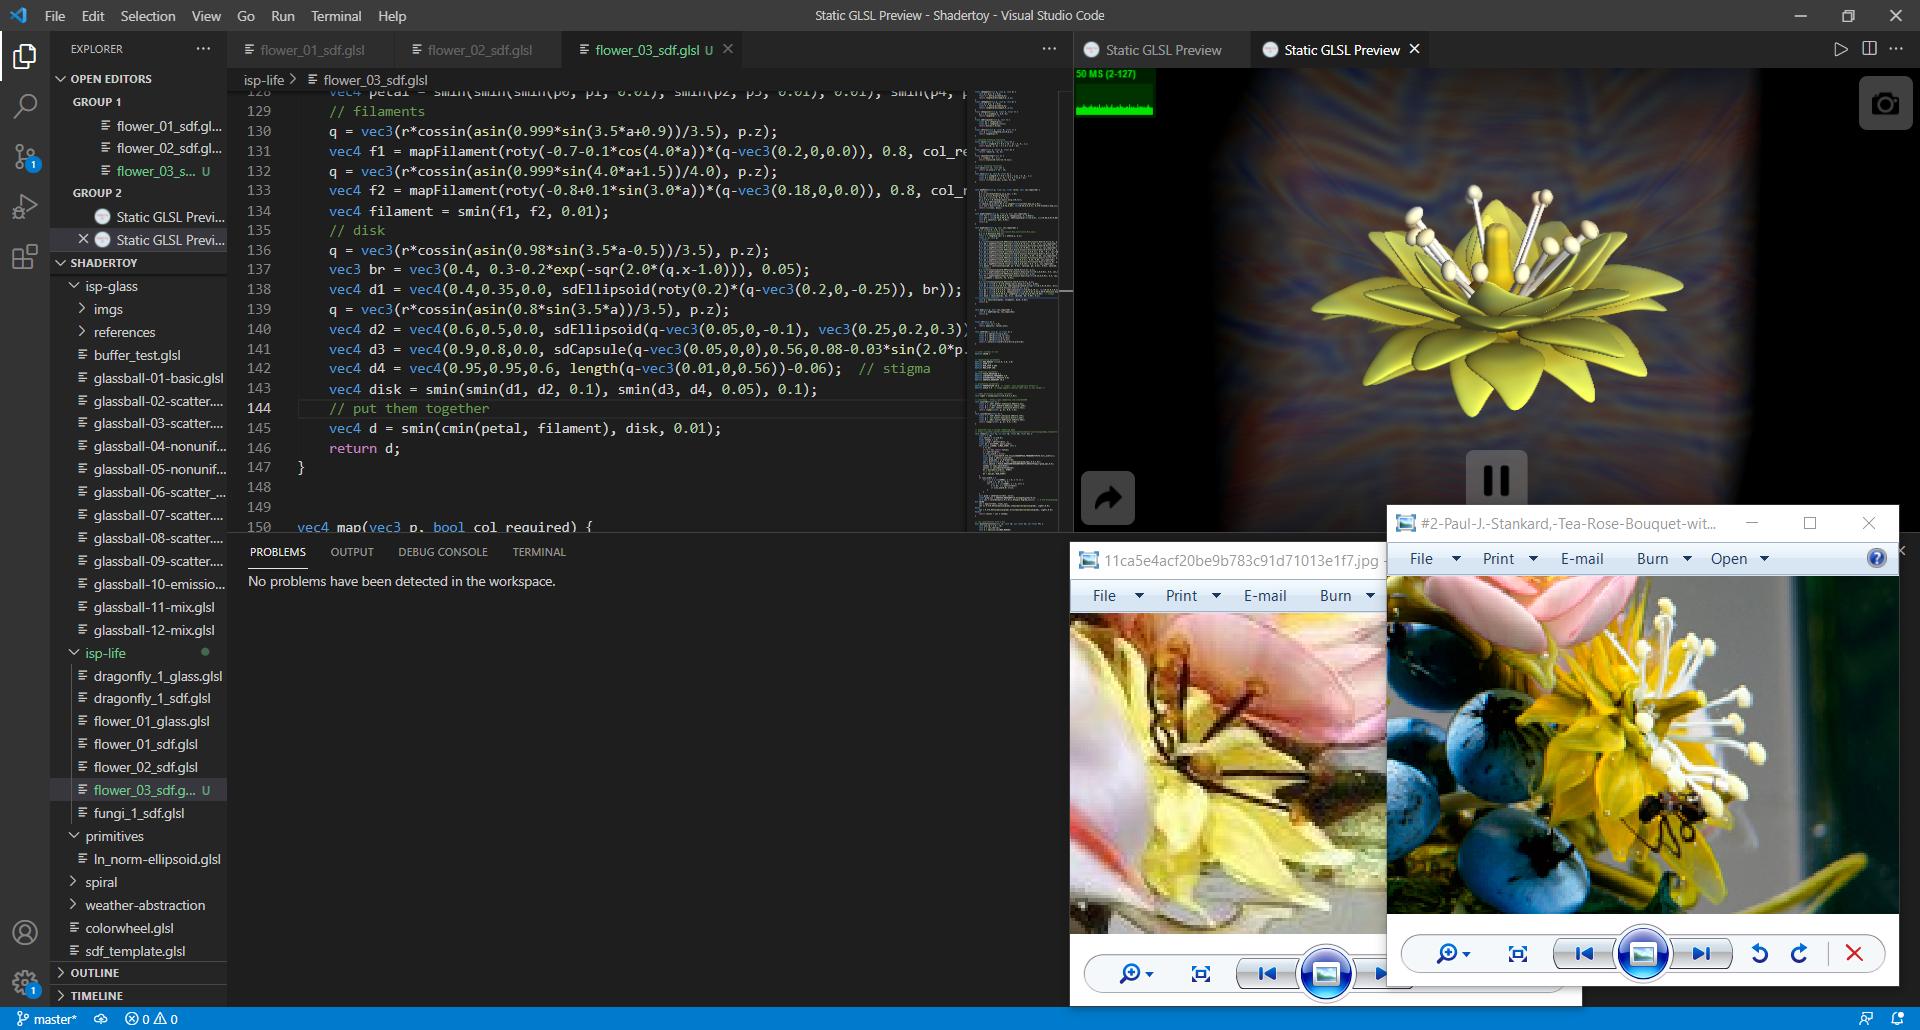 File Edit Selection View Go Run Terminal Help
Static GLSL Preview - Shadertoy - Visual Studio Code
EXPLORER
OPEN EDITORS
GROUP 1
flower_01_sdf.gl...
flower_02_sdf.gl...
flower_03_s... U
GROUP 2
Static GLSL Previ...
Static GLSL Previ...
SHADERTOY
isp-glass
imgs
references
buffer_test.glsl
glassball-01-basic.glsl
glassball-02-scatter....
glassball-03-scatter....
glassball-04-nonunif...
glassball-05-nonunif...
glassball-06-scatter_...
glassball-07-scatter....
glassball-08-scatter....
glassball-09-scatter....
glassball-10-emissio...
glassball-11-mix.glsl
glassball-12-mix.glsl
isp-life
dragonfly_1_glass.glsl
dragonfly_1_sdf.glsl
flower_01_glass.glsl
flower_01_sdf.glsl
flower_02_sdf.glsl
flower_03_sdf.g... U
fungi_1_sdf.glsl
primitives
ln_norm-ellipsoid.glsl
spiral
weather-abstraction
colorwheel.glsl
sdf_template.glsl
OUTLINE
TIMELINE
1
1
flower_01_sdf.glsl flower_02_sdf.glsl flower_03_sdf.glsl U
isp-life > flower_03_sdf.glsl
128 vec4 petal = smin(smin(smin(p0, p1, 0.01), smin(p2, p3, 0.01), 0.01), smin(p4, p
129 // filaments
130 q = vec3(r*cossin(asin(0.999*sin(3.5*a+0.9))/3.5), p.z);
131 vec4 f1 = mapFilament(roty(-0.7-0.1*cos(4.0*a))*(q-vec3(0.2,0,0.0)), 0.8, col_re
132 q = vec3(r*cossin(asin(0.999*sin(4.0*a+1.5))/4.0), p.z);
133 vec4 f2 = mapFilament(roty(-0.8+0.1*sin(3.0*a))*(q-vec3(0.18,0,0.0)), 0.8, col_r
134 vec4 filament = smin(f1, f2, 0.01);
135 // disk
136 q = vec3(r*cossin(asin(0.98*sin(3.5*a-0.5))/3.5), p.z);
137 vec3 br = vec3(0.4, 0.3-0.2*exp(-sqr(2.0*(q.x-1.0))), 0.05);
138 vec4 d1 = vec4(0.4,0.35,0.0, sdEllipsoid(roty(0.2)*(q-vec3(0.2,0,-0.25)), br));
139 q = vec3(r*cossin(asin(0.8*sin(3.5*a))/3.5), p.z);
140 vec4 d2 = vec4(0.6,0.5,0.0, sdEllipsoid(q-vec3(0.05,0,-0.1), vec3(0.25,0.2,0.3))
141 vec4 d3 = vec4(0.9,0.8,0.0, sdCapsule(q-vec3(0.05,0,0),0.56,0.08-0.03*sin(2.0*p.
142 vec4 d4 = vec4(0.95,0.95,0.6, length(q-vec3(0.01,0,0.56))-0.06); // stigma
143 vec4 disk = smin(smin(d1, d2, 0.1), smin(d3, d4, 0.05), 0.1);
144 // put them together
145 vec4 d = smin(cmin(petal, filament), disk, 0.01);
146 return d;
147 }
148
149
150 vec4 map(vec3 p, bool col_required) {
PROBLEMS OUTPUT DEBUG CONSOLE TERMINAL
No problems have been detected in the workspace.
Static GLSL Preview Static GLSL Preview
50 MS (2-127)
11ca5e4acf20be9b783c91d71013e1f7.jpg -
File Print E-mail Burn
#2-Paul-J.-Stankard,-Tea-Rose-Bouquet-wit...
File Print E-mail Burn Open
master* 0 0